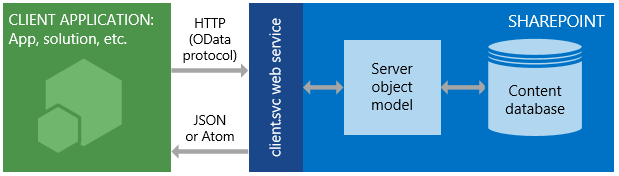 CLIENT APPLICATION:
App, solution, etc.
HTTP
(OData
protocol)
JSON
or Atom
client.svc web service
SHAREPOINT
Server
object
model
Content
database